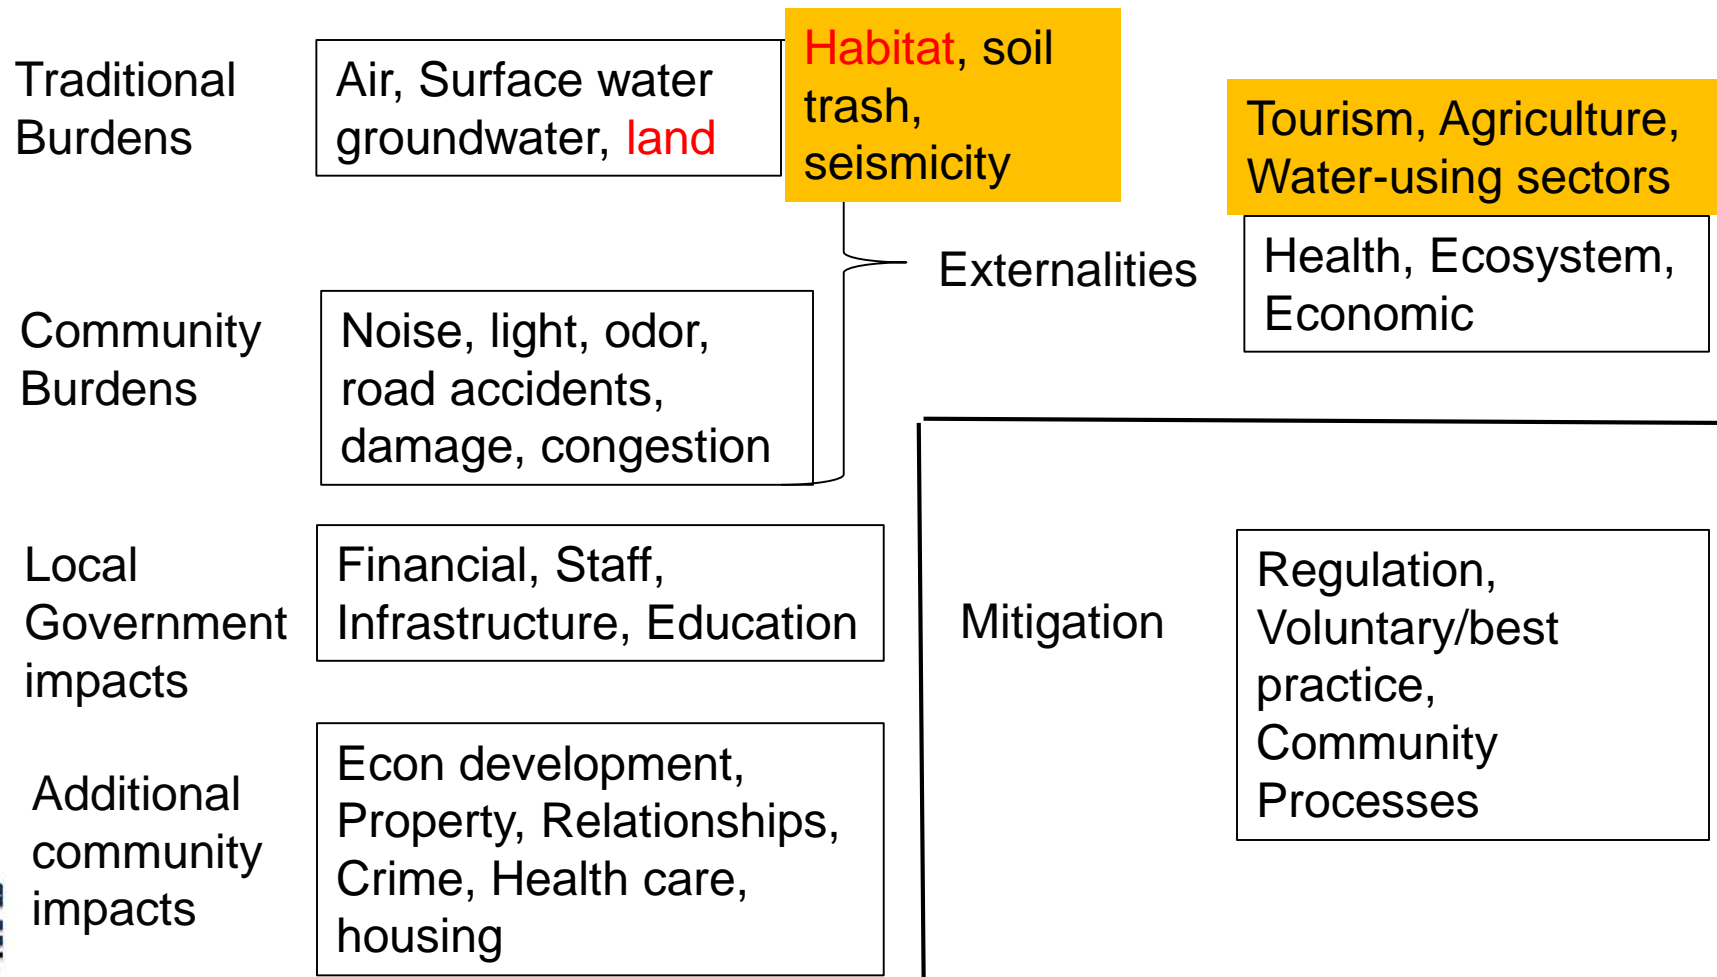 Traditional
Burdens
Air, Surface water
groundwater, land
Habitat, soil
trash,
seismicity
Tourism, Agriculture,
Water-using sectors
Externalities
Health, Ecosystem,
Economic
Community
Burdens
Noise, light, odor,
road accidents,
damage, congestion
Local
Government
impacts
Financial, Staff,
Infrastructure, Education
Mitigation
Regulation,
Voluntary/best
practice,
Community
Processes
Additional
community
impacts
Econ development,
Property, Relationships,
Crime, Health care,
housing